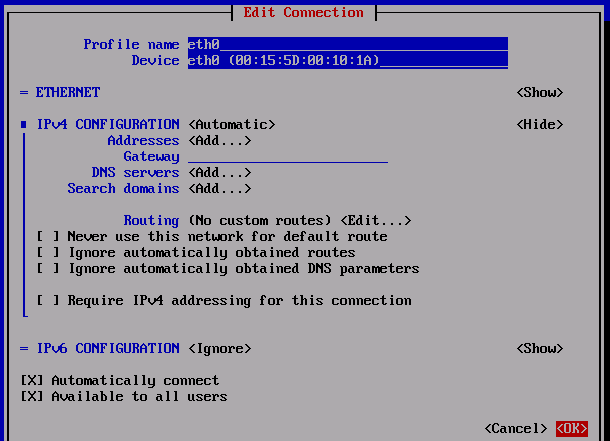 Edit Connection
Profile name eth0
Device eth0 (00:15:5D:00:10:1A)
= ETHERNET <Show>
IPv4 CONFIGURATION <Automatic> <Hide>
Addresses <Add...>
Gateway
DNS servers <Add...>
Search domains <Add...>
Routing (No custom routes) <Edit...>
[ ] Never use this network for default route
[ ] Ignore automatically obtained routes
[ ] Ignore automatically obtained DNS parameters
[ ] Require IPv4 addressing for this connection
= IPv6 CONFIGURATION <Ignore> <Show>
[X] Automatically connect
[X] Available to all users
<Cancel> <OK>